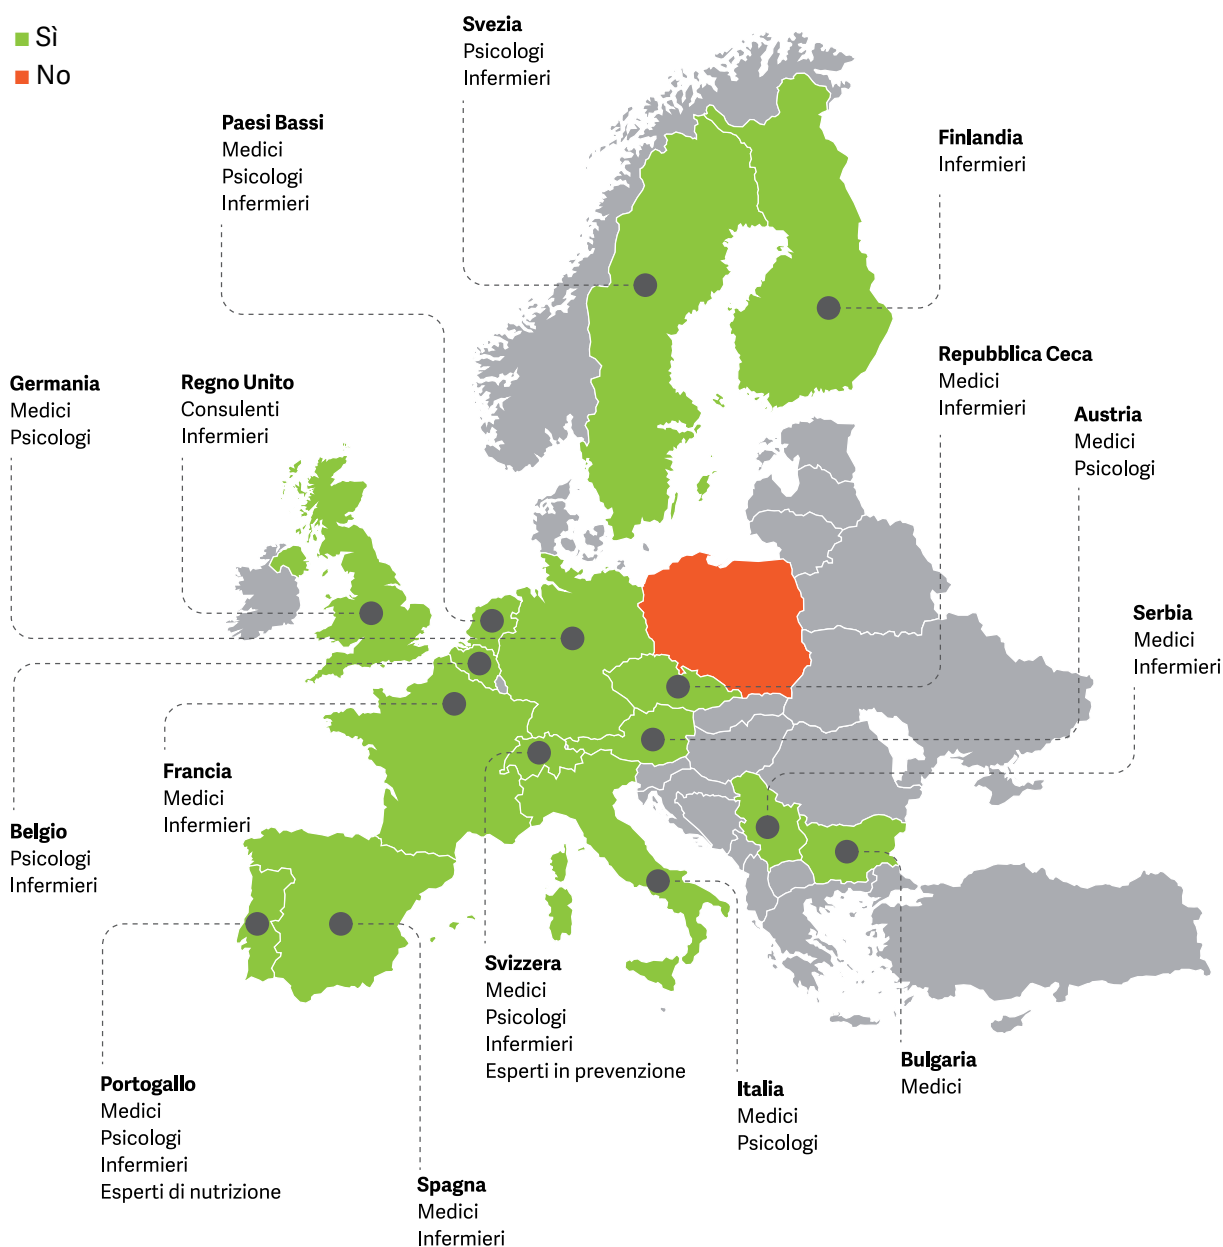 Sì
No
Svezia
Psicologi
Infermieri
Paesi Bassi
Medici
Psicologi
Infermieri
Finlandia
Infermieri
Germania
Medici
Psicologi
Regno Unito
Consulenti
Infermieri
Repubblica Ceca
Medici
Infermieri
Austria
Medici
Psicologi
Serbia
Medici
Infermieri
Francia
Medici
Infermieri
Belgio
Psicologi
Infermieri
Svizzera
Medici
Psicologi
Infermieri
Esperti in prevenzione
Bulgaria
Medici
Portogallo
Medici
Psicologi
Infermieri
Esperti di nutrizione
Italia
Medici
Psicologi
Spagna
Medici
Infermieri